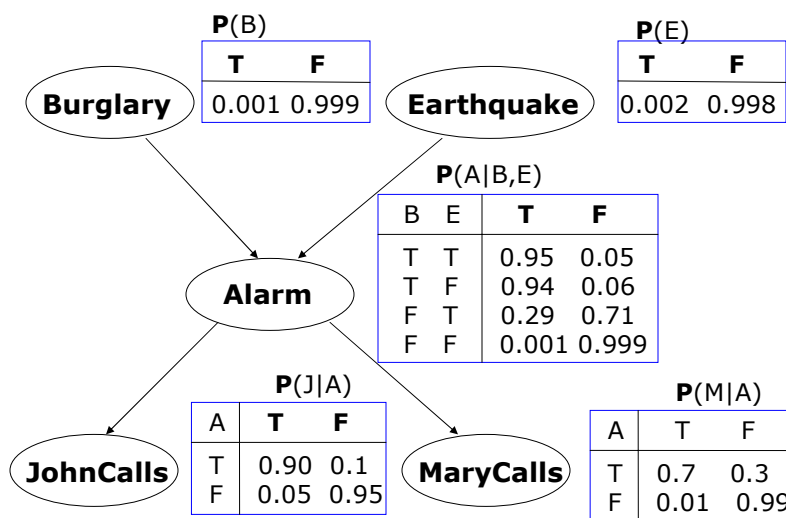 P(B)
T F
0.001 0.999
P(E)
T F
0.002 0.998
Burglary
Earthquake
P(A|B,E)
B E T F
T T 0.95 0.05
T F 0.94 0.06
F T 0.29 0.71
F F 0.001 0.999
Alarm
P(J|A)
A T F
T 0.90 0.1
F 0.05 0.95
P(M|A)
A T F
T 0.7 0.3
F 0.01 0.99
JohnCalls
MaryCalls